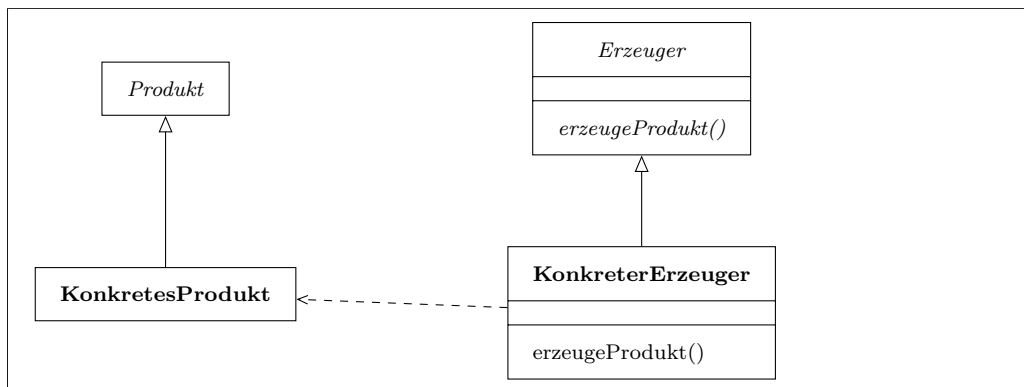 Produkt
Erzeuger
erzeugeProdukt()
KonkretesProdukt
KonkreterErzeuger
erzeugeProdukt()